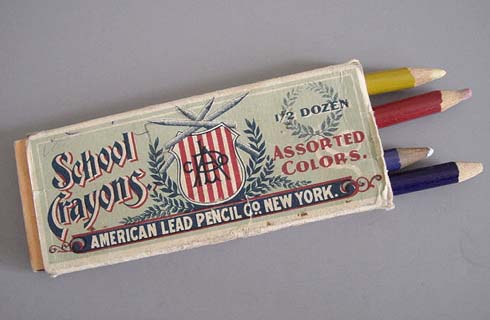 School
Crayons.
1/2 DOZEN
ASSORTED
COLORS.
AMERICAN LEAD PENCIL CO. NEW YORK.